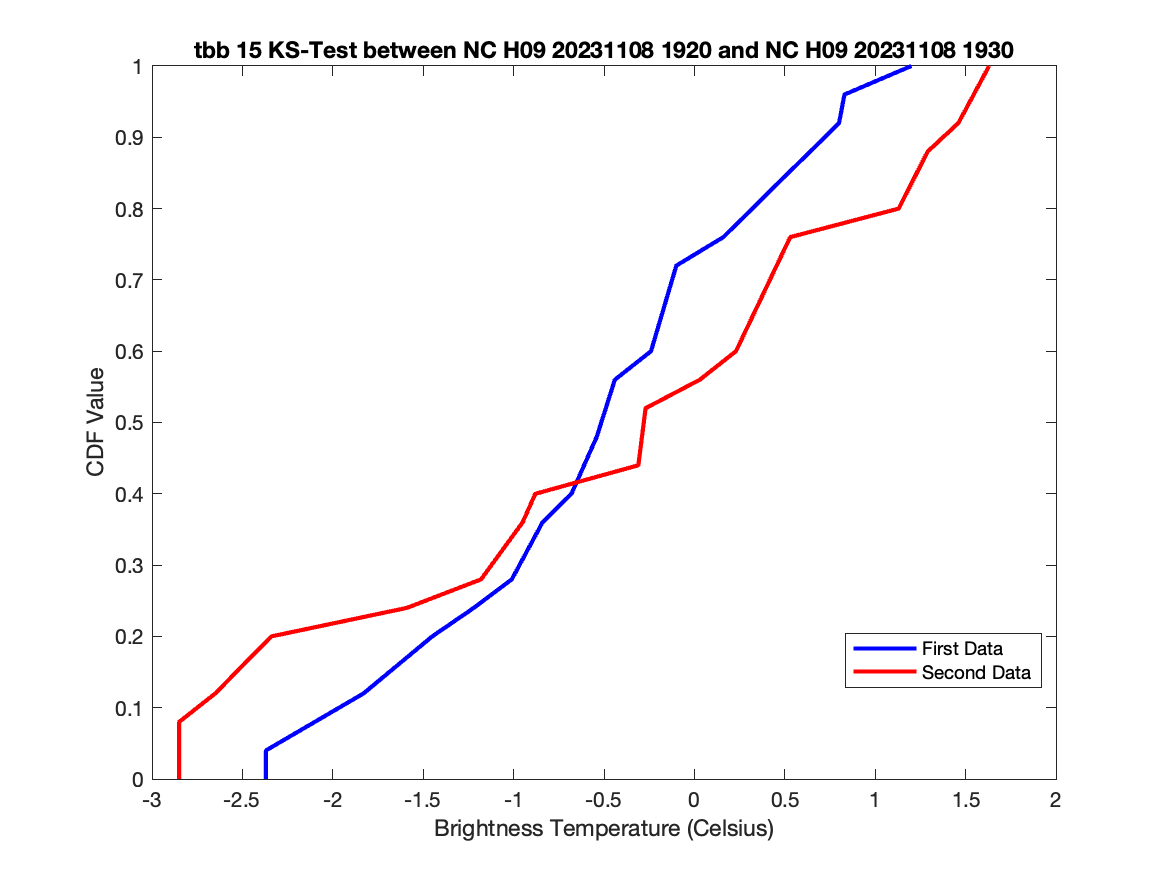 tbb 15 KS-Test between NC H09 20231108 1920 and NC H09 20231108 1930
1
0.9
0.8
0.7
0.6
0.5
0.4
0.3
0.2
0.1
0
CDF Value
First Data
Second Data
-3 -2.5 -2 -1.5 -1 -0.5 0 0.5 1 1.5 2
Brightness Temperature (Celsius)